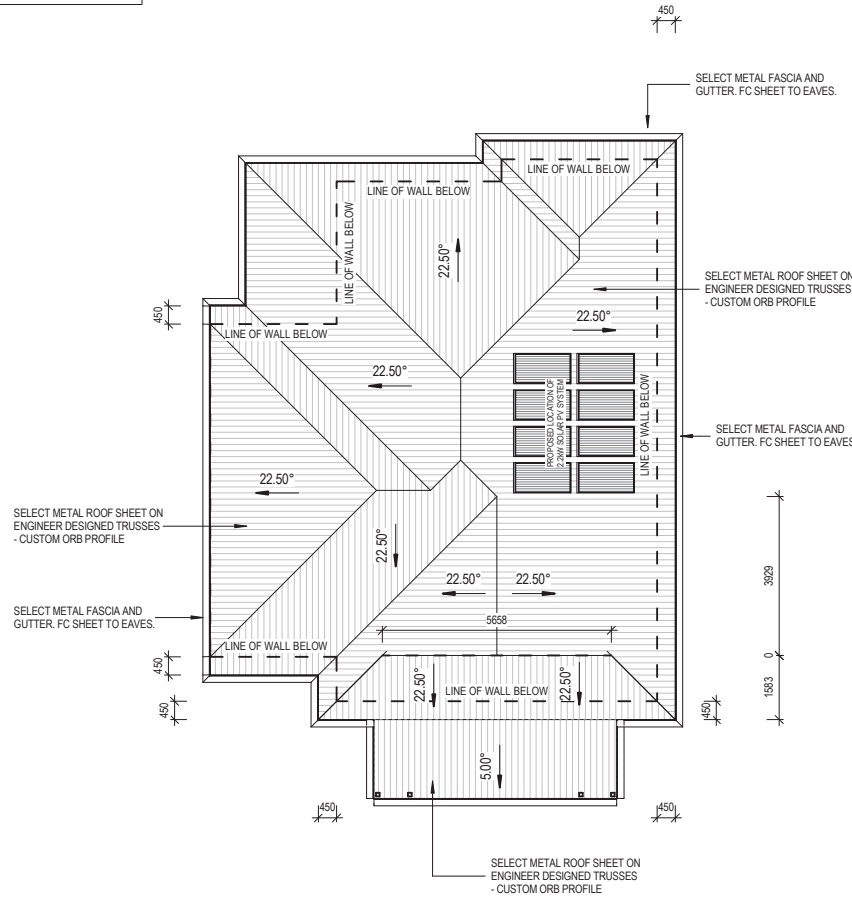 450
SELECT METAL FASCIA AND
GUTTER. FC SHEET TO EAVES.
LINE OF WALL BELOW
LINE OF WALL BELOW
LINE OF WALL BELOW
22.50°
SELECT METAL ROOF SHEET ON
ENGINEER DESIGNED TRUSSES
- CUSTOM ORB PROFILE
450
LINE OF WALL BELOW
22.50°
22.50°
PROPOSED LOCATION OF
2.2kW SOLAR PV SYSTEM
LINE OF WALL BELOW
SELECT METAL FASCIA AND
GUTTER. FC SHEET TO EAVES
22.50°
SELECT METAL ROOF SHEET ON
ENGINEER DESIGNED TRUSSES
- CUSTOM ORB PROFILE
22.50°
22.50°
22.50°
3929
SELECT METAL FASCIA AND
GUTTER. FC SHEET TO EAVES.
5658
LINE OF WALL BELOW
450
0
22.50°
LINE OF WALL BELOW
22.50°
1583
450
450
5.00°
450
450
SELECT METAL ROOF SHEET ON
ENGINEER DESIGNED TRUSSES
- CUSTOM ORB PROFILE